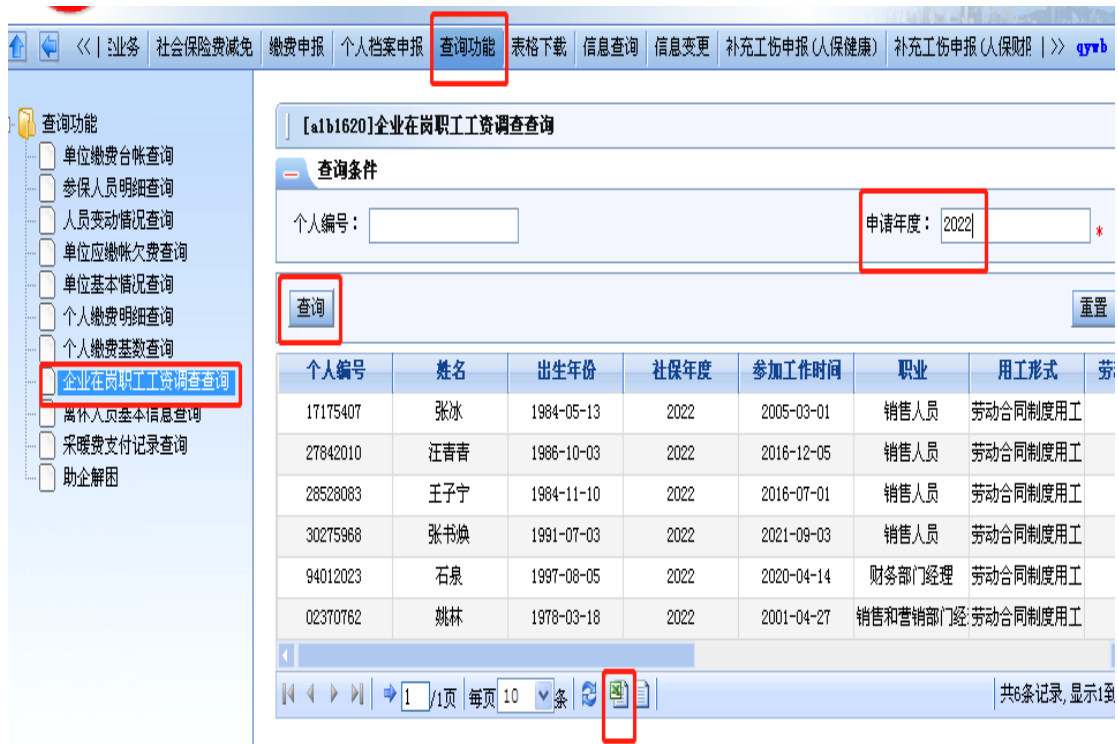 << | 业务 社会保险费减免 缴费申报 个人档案申报 查询功能 表格下载 信息查询 信息变更 补充工伤申报(人保健康) 补充工伤申报(人保财 | >> qywb
查询功能
单位缴费台帐查询
参保人员明细查询
人员变动情况查询
单位应缴帐欠费查询
单位基本情况查询
个人缴费明细查询
个人缴费基数查询
企业在岗职工工资调查查询
离休人员基本信息查询
采暖费支付记录查询
助企解困
[a1b1620]企业在岗职工工资调查查询
查询条件
个人编号： 申请年度： 2022 *
查询 重置
个人编号 姓名 出生年份 社保年度 参加工作时间 职业 用工形式 劳
17175407 张冰 1984-05-13 2022 2005-03-01 销售人员 劳动合同制度用工
27842010 汪青青 1986-10-03 2022 2016-12-05 销售人员 劳动合同制度用工
28528083 王子宁 1984-11-10 2022 2016-07-01 销售人员 劳动合同制度用工
30275968 张书焕 1991-07-03 2022 2021-09-03 销售人员 劳动合同制度用工
94012023 石泉 1997-08-05 2022 2020-04-14 财务部门经理 劳动合同制度用工
02370762 姚林 1978-03-18 2022 2001-04-27 销售和营销部门经 劳动合同制度用工
1 /1页 每页 10 条 共6条记录,显示1到